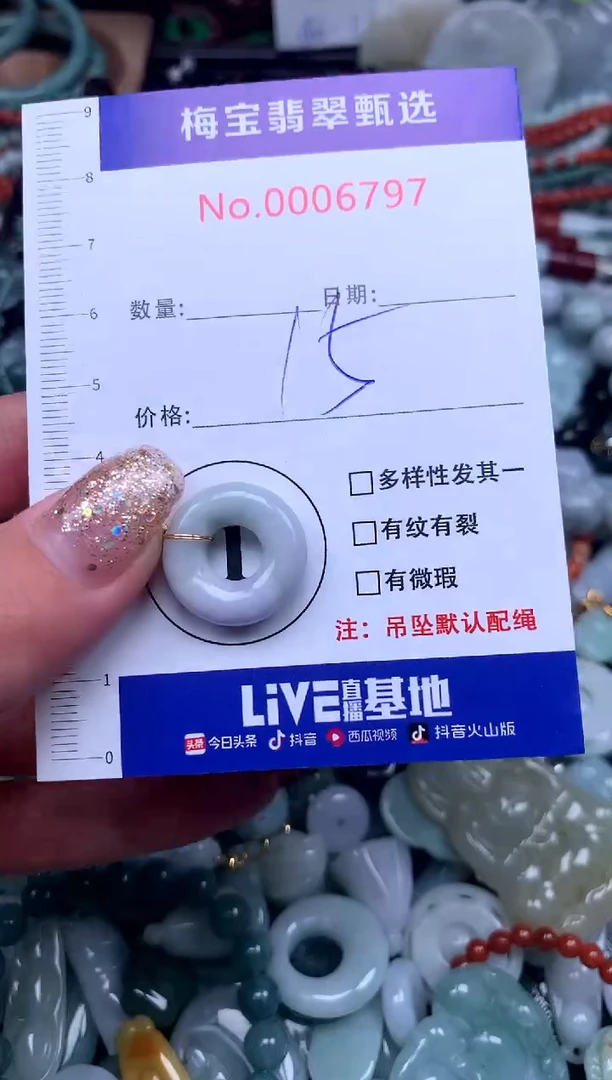 梅宝翡翠甄选
No.0006797
数量: 日期:
15
价格:
多样性发其一
有纹有裂
有微瑕
注：吊坠默认配绳
LiVE直播基地
头条 今日头条 抖音 西瓜视频 抖音火山版
9
8
7
6
5
4
1
0